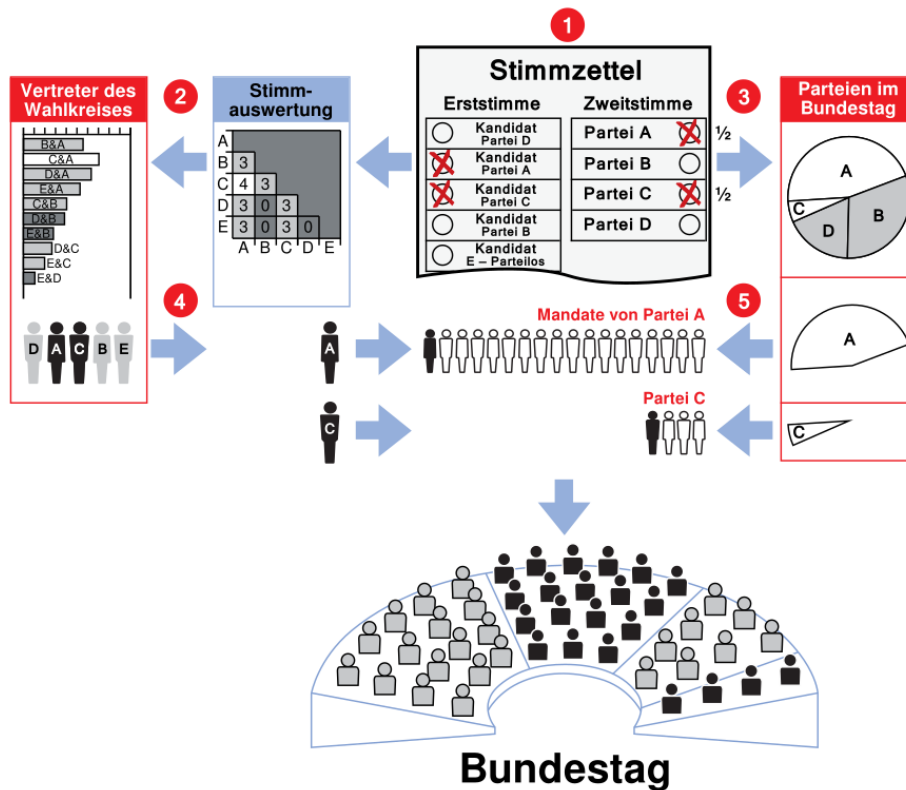 1
Stimmzettel
Erststimme
Zweitstimme
Kandidat
Partei D
Kandidat
Partei A
Kandidat
Partei C
Kandidat
Partei B
Kandidat
E – Parteilos
Partei A
½
Partei B
Partei C
½
Partei D
2
Vertreter des
Wahlkreises
B&A
C&A
D&A
E&A
C&B
D&B
E&B
D&C
E&C
E&D
D A C B E
Stimm-
auswertung
A
B 3
C 4 3
D 3 0 3
E 3 0 3 0
A B C D E
3
Parteien im
Bundestag
A
B
C
D
4
A
C
5
Mandate von Partei A
A
Partei C
C
Bundestag